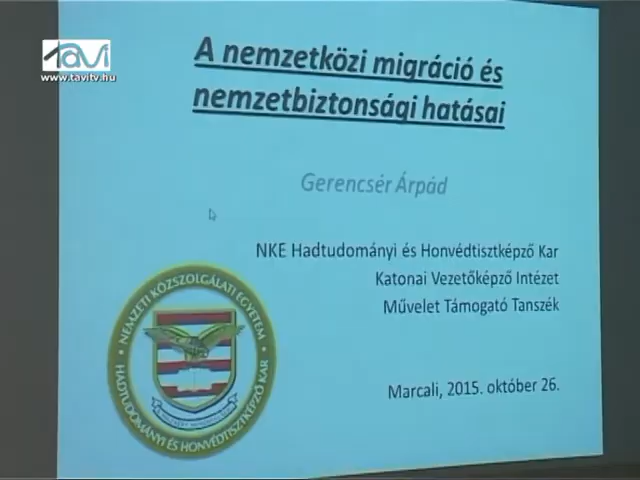 TAVI
www.tavitv.hu
A nemzetközi migráció és
nemzetbiztonsági hatásai
Gerencsér Árpád
NKE Hadtudományi és Honvédtisztképző Kar
Katonai Vezetőképző Intézet
Művelet Támogató Tanszék
NEMZETI KÖZSZOLGÁLATI EGYETEM
HADTUDOMÁNYI ÉS HONVÉDTISZTKÉPZŐ KAR
Marcali, 2015. október 26.